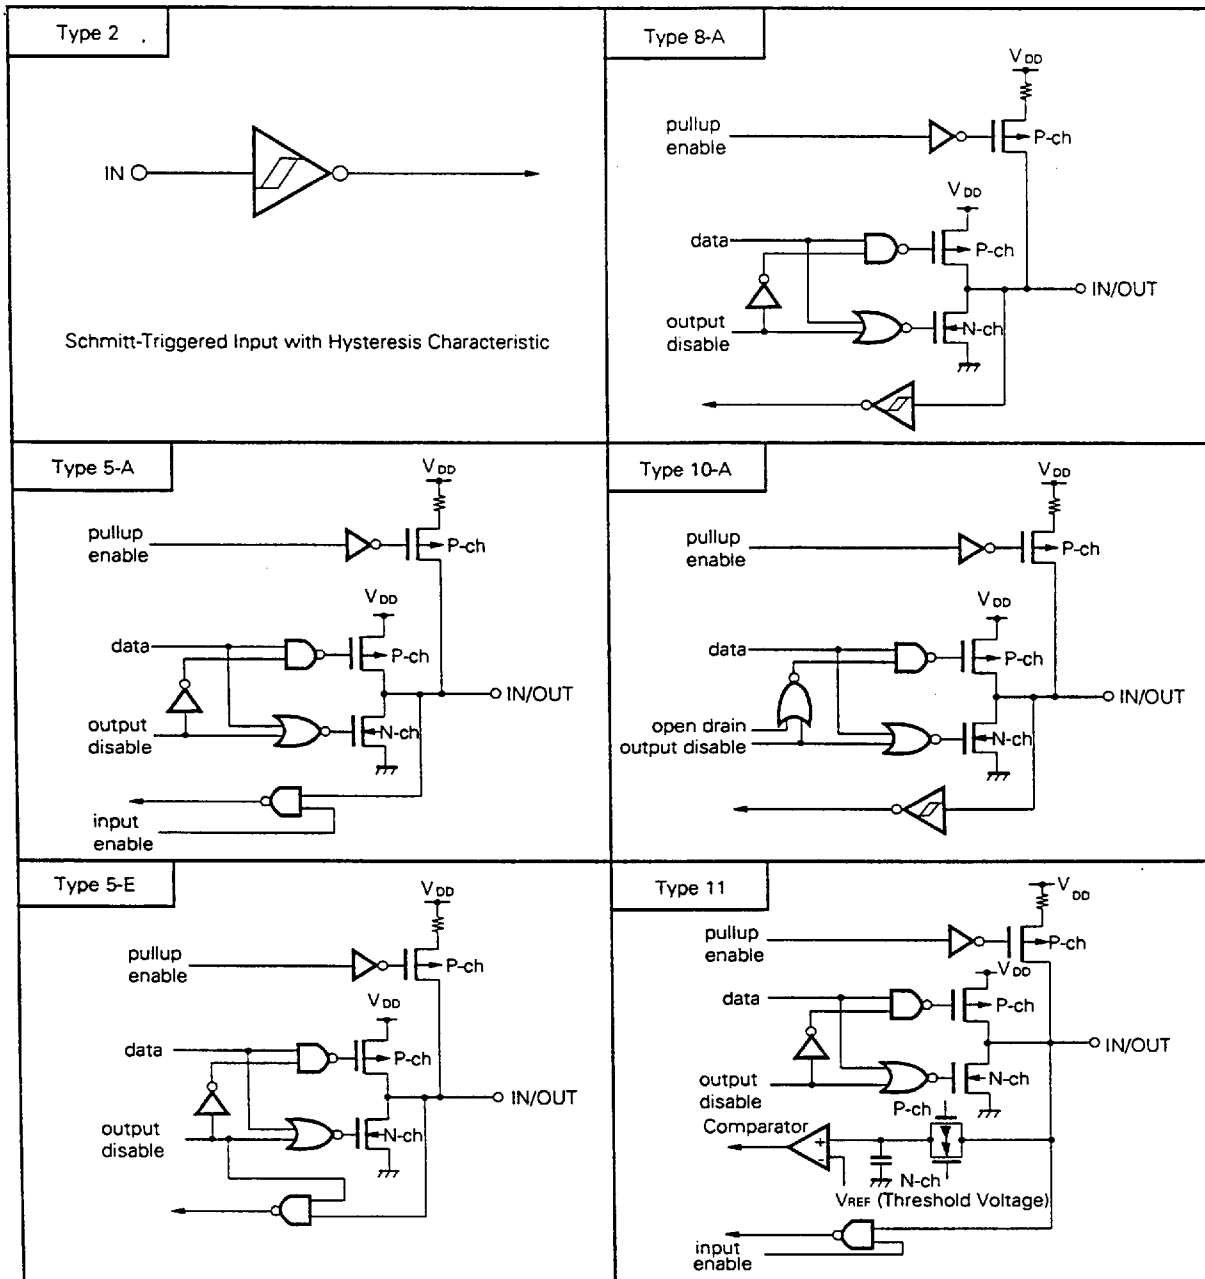 Type 2
IN
Schmitt-Triggered Input with Hysteresis Characteristic
Type 8-A
VDD
pullup
enable
P-ch
VDD
data
P-ch
IN/OUT
output
disable
N-ch
Type 5-A
VDD
pullup
enable
P-ch
VDD
data
P-ch
IN/OUT
output
disable
N-ch
input
enable
Type 10-A
VDD
pullup
enable
P-ch
VDD
data
P-ch
IN/OUT
open drain
output disable
N-ch
Type 5-E
VDD
pullup
enable
P-ch
VDD
data
P-ch
IN/OUT
output
disable
N-ch
Type 11
VDD
pullup
enable
P-ch
VDD
data
P-ch
IN/OUT
output
disable
N-ch
P-ch
Comparator
+
-
N-ch
VREF (Threshold Voltage)
input
enable